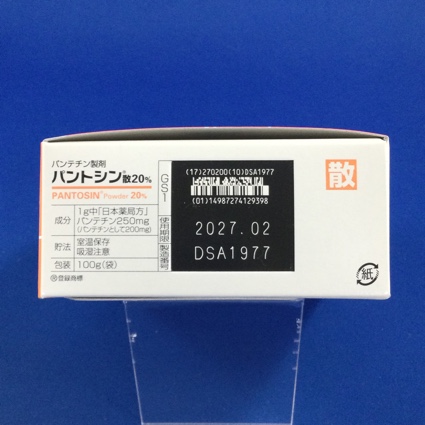 パンテチン製剤
パントシン®散20%
PANTOSIN® Powder 20%
成分 1g中「日本薬局方」
パンテチン250mg
(パンテチンとして200mg)
貯法 室温保存
吸湿注意
包装 100g(袋)
®登録商標
GS1
使用期限
製造番号
(17)270200(10)DSA1977
(01)14987274129398
2027.02
DSA1977
散
紙